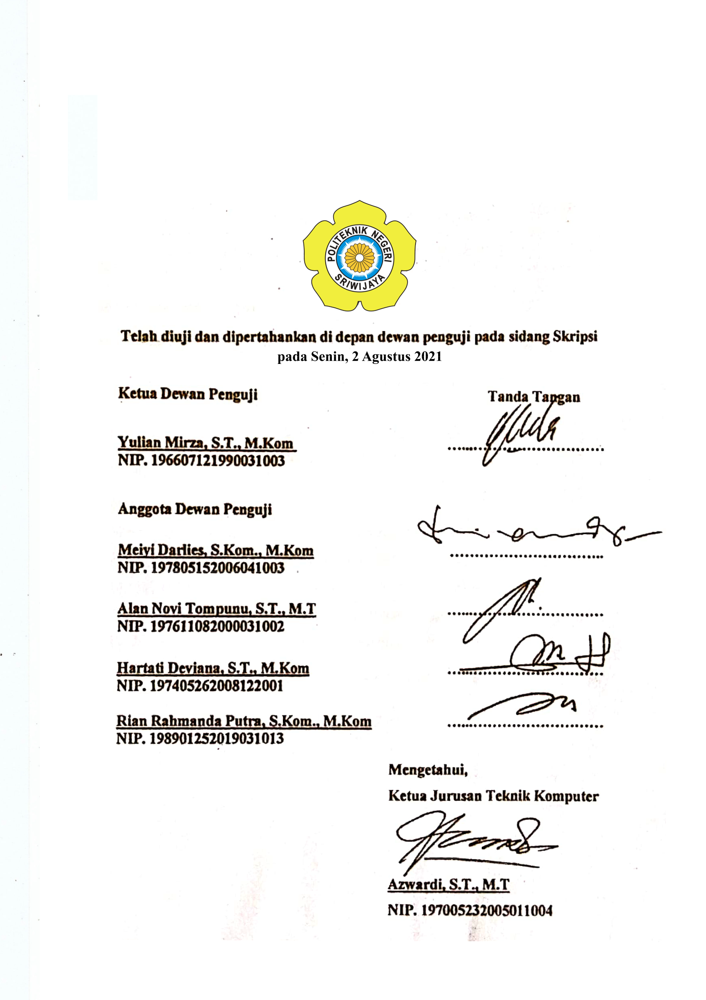 POLITEKNIK NEGERI
SRIWIJAYA
Telah diuji dan dipertahankan di depan dewan penguji pada sidang Skripsi
pada Senin, 2 Agustus 2021
Ketua Dewan Penguji
Tanda Tangan
Yulian Mirza, S.T., M.Kom
NIP. 196607121990031003
Anggota Dewan Penguji
Meiyi Darlies, S.Kom., M.Kom
NIP. 197805152006041003
Alan Novi Tompunu, S.T., M.T
NIP. 197611082000031002
Hartati Deviana, S.T., M.Kom
NIP. 197405262008122001
Rian Rahmanda Putra, S.Kom., M.Kom
NIP. 198901252019031013
Mengetahui,
Ketua Jurusan Teknik Komputer
Azwardi, S.T., M.T
NIP. 197005232005011004